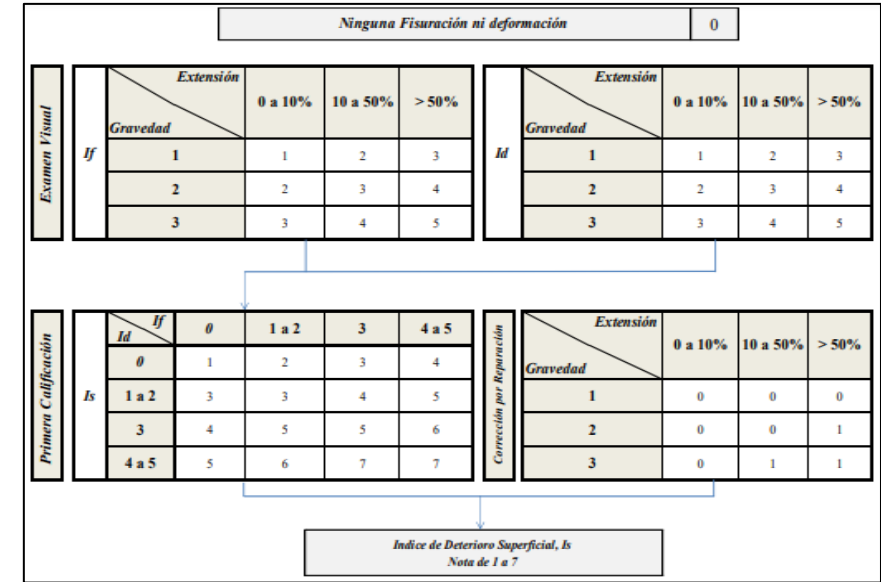 Ninguna Fisuración ni deformación 0
Examen Visual
If
Extensión
Gravedad
0 a 10% 10 a 50% > 50%
1 1 2 3
2 2 3 4
3 3 4 5
Id
Extensión
Gravedad
0 a 10% 10 a 50% > 50%
1 1 2 3
2 2 3 4
3 3 4 5
Primera Calificación
Is
If
Id
0 1 a 2 3 4 a 5
0 1 2 3 4
1 a 2 3 3 4 5
3 4 5 5 6
4 a 5 5 6 7 7
Corrección por Reparación
Extensión
Gravedad
0 a 10% 10 a 50% > 50%
1 0 0 0
2 0 0 1
3 0 1 1
Indice de Deterioro Superficial, Is
Nota de 1 a 7